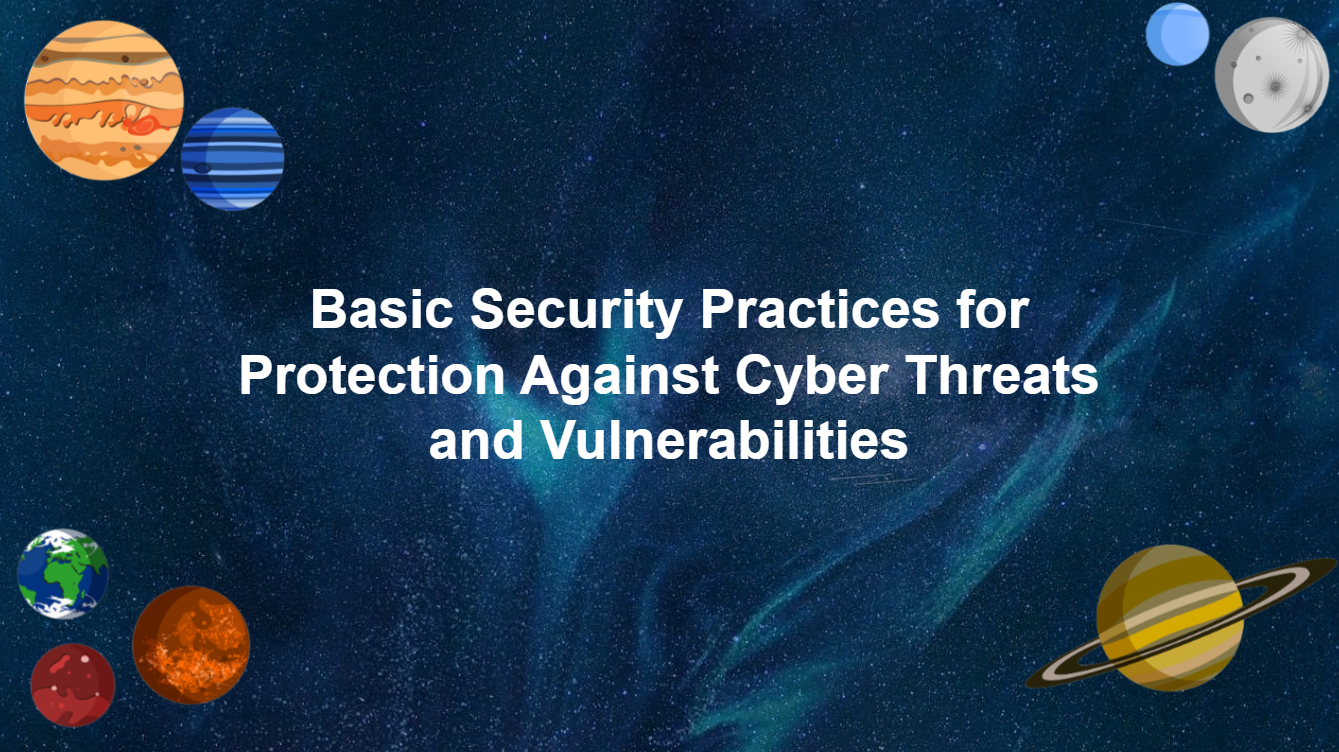 Basic Security Practices for
Protection Against Cyber Threats
and Vulnerabilities